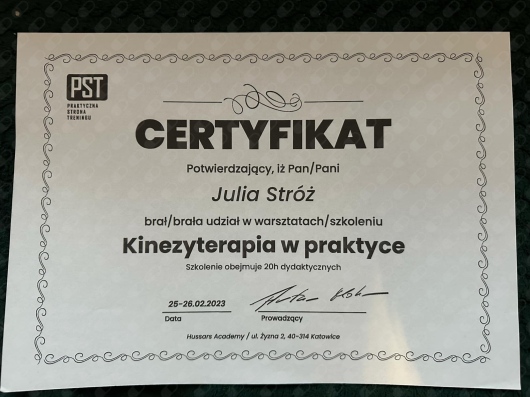 PST
PRAKTYCZNA
STRONA
TRENINGU
CERTYFIKAT
Potwierdzający, iż Pan/Pani
Julia Stróż
brał/brała udział w warsztatach/szkoleniu
Kinezyterapia w praktyce
Szkolenie obejmuje 20h dydaktycznych
25-26.02.2023
Data
Prowadzący
Hussars Academy / ul. Żyzna 2, 40-314 Katowice